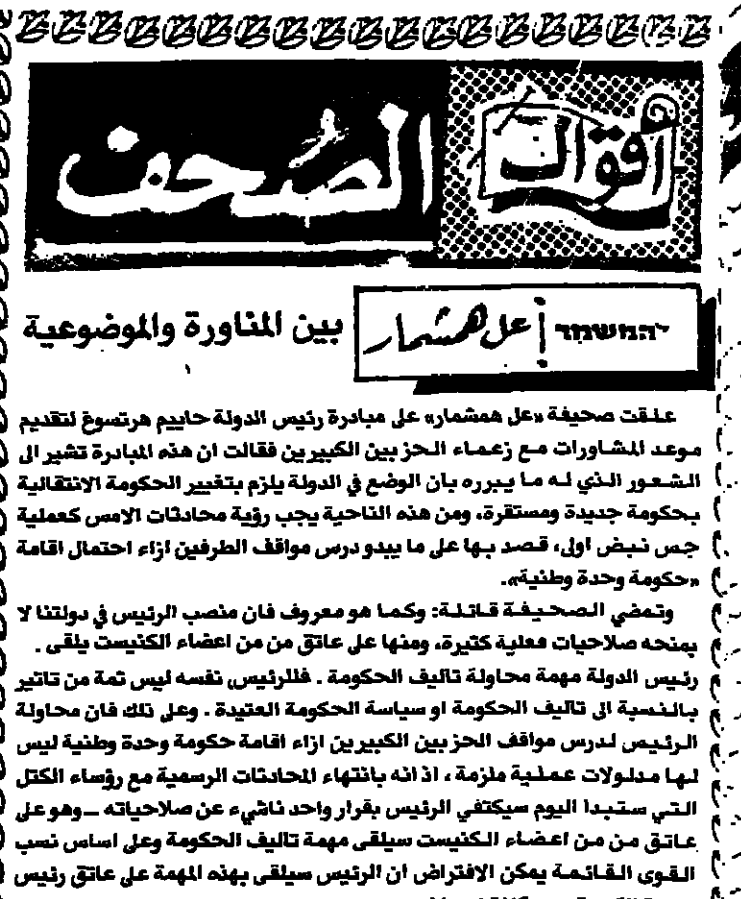 أقوال الصحف
המשמר عل همشمار بين المناورة والموضوعية
علقت صحيفة «عل همشمار» على مبادرة رئيس الدولة حاييم هرتسوغ لتقديم
موعد المشاورات مع زعماء الحزبين الكبيرين فقالت ان هذه المبادرة تشير الى
الشعور الذي له ما يبرره بان الوضع في الدولة يلزم بتغيير الحكومة الانتقالية
بحكومة جديدة ومستقرة، ومن هذه الناحية يجب رؤية محادثات الامس كعملية
جس نبض اولى، قصد بها على ما يبدو درس مواقف الطرفين ازاء احتمال اقامة
«حكومة وحدة وطنية».
وتمضي الصحيفة قائلة: وكما هو معروف فان منصب الرئيس في دولتنا لا
يمنحه صلاحيات فعلية كثيرة، ومنها على عاتق من من اعضاء الكنيست يلقى .
رئيس الدولة مهمة محاولة تاليف الحكومة . فللرئيس نفسه ليس ثمة من تاثير
بالنسبة الى تاليف الحكومة او سياسة الحكومة العتيدة . وعلى ذلك فان محاولة
الرئيس لدرس مواقف الحزبين الكبيرين ازاء اقامة حكومة وحدة وطنية ليس
لها مدلولات عملية ملزمة ، اذ انه بانتهاء المحادثات الرسمية مع رؤساء الكتل
التي ستبدا اليوم سيكتفي الرئيس بقرار واحد ناشيء عن صلاحياته ــ وهو على
عاتق من من اعضاء الكنيست سيلقى مهمة تاليف الحكومة وعلى اساس نسب
القوى القائمة يمكن الافتراض ان الرئيس سيلقى بهذه المهمة على عاتق رئيس